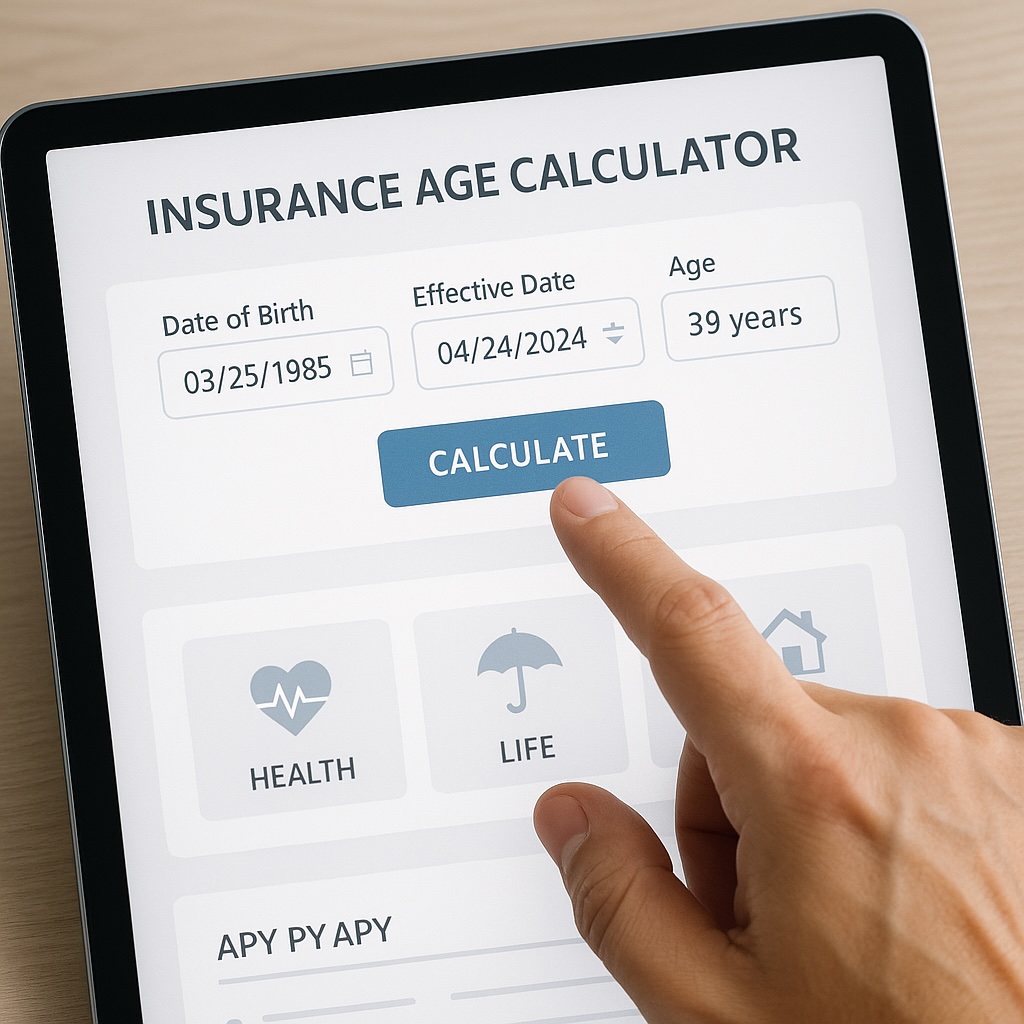 INSURANCE AGE CALCULATOR
Date of Birth
Effective Date
Age
03/25/1985
04/24/2024
39 years
CALCULATE
HEALTH
LIFE
APY PY APY